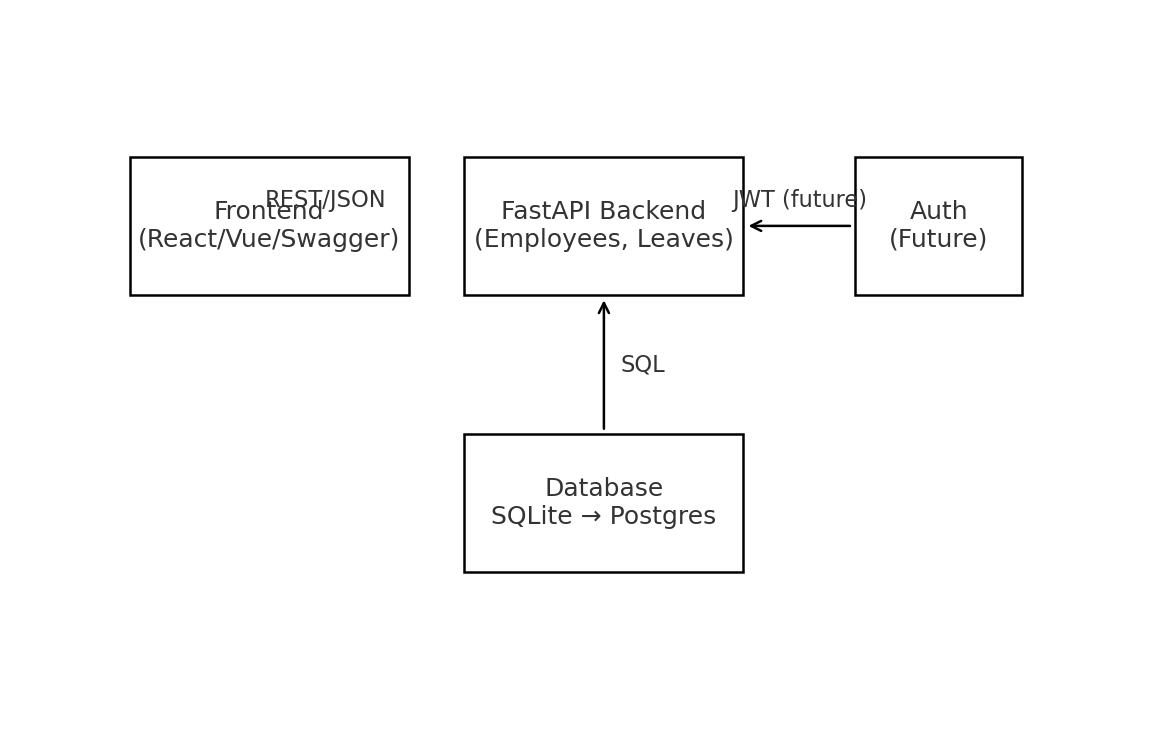 REST/JSON
Frontend
(React/Vue/Swagger)
FastAPI Backend
(Employees, Leaves)
JWT (future)
Auth
(Future)
SQL
Database
SQLite → Postgres